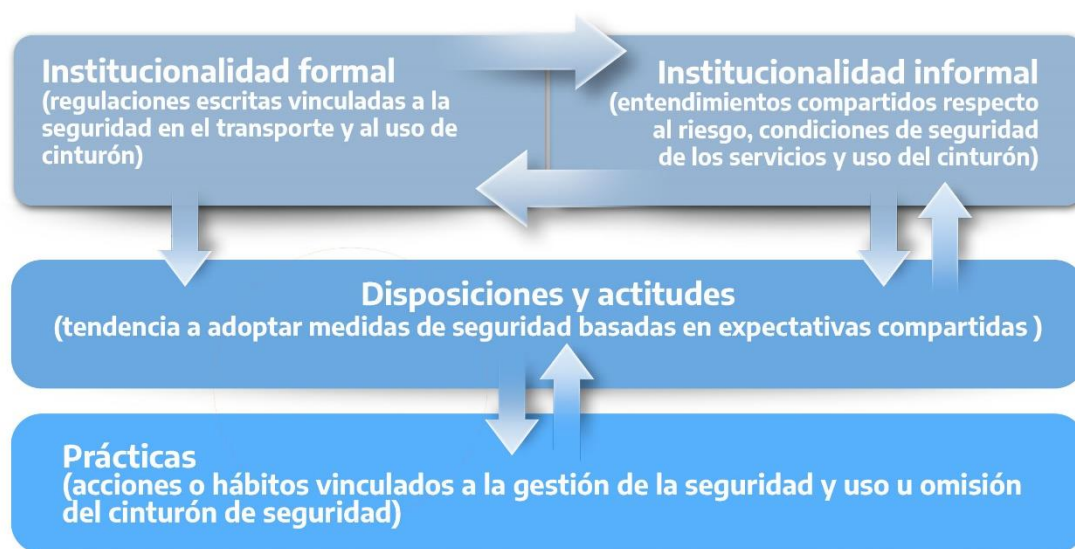 Institucionalidad formal
(regulaciones escritas vinculadas a la
seguridad en el transporte y al uso de
cinturón)
Institucionalidad informal
(entendimientos compartidos respecto
al riesgo, condiciones de seguridad
de los servicios y uso del cinturón)
Disposiciones y actitudes
(tendencia a adoptar medidas de seguridad basadas en expectativas compartidas )
Prácticas
(acciones o hábitos vinculados a la gestión de la seguridad y uso u omisión
del cinturón de seguridad)